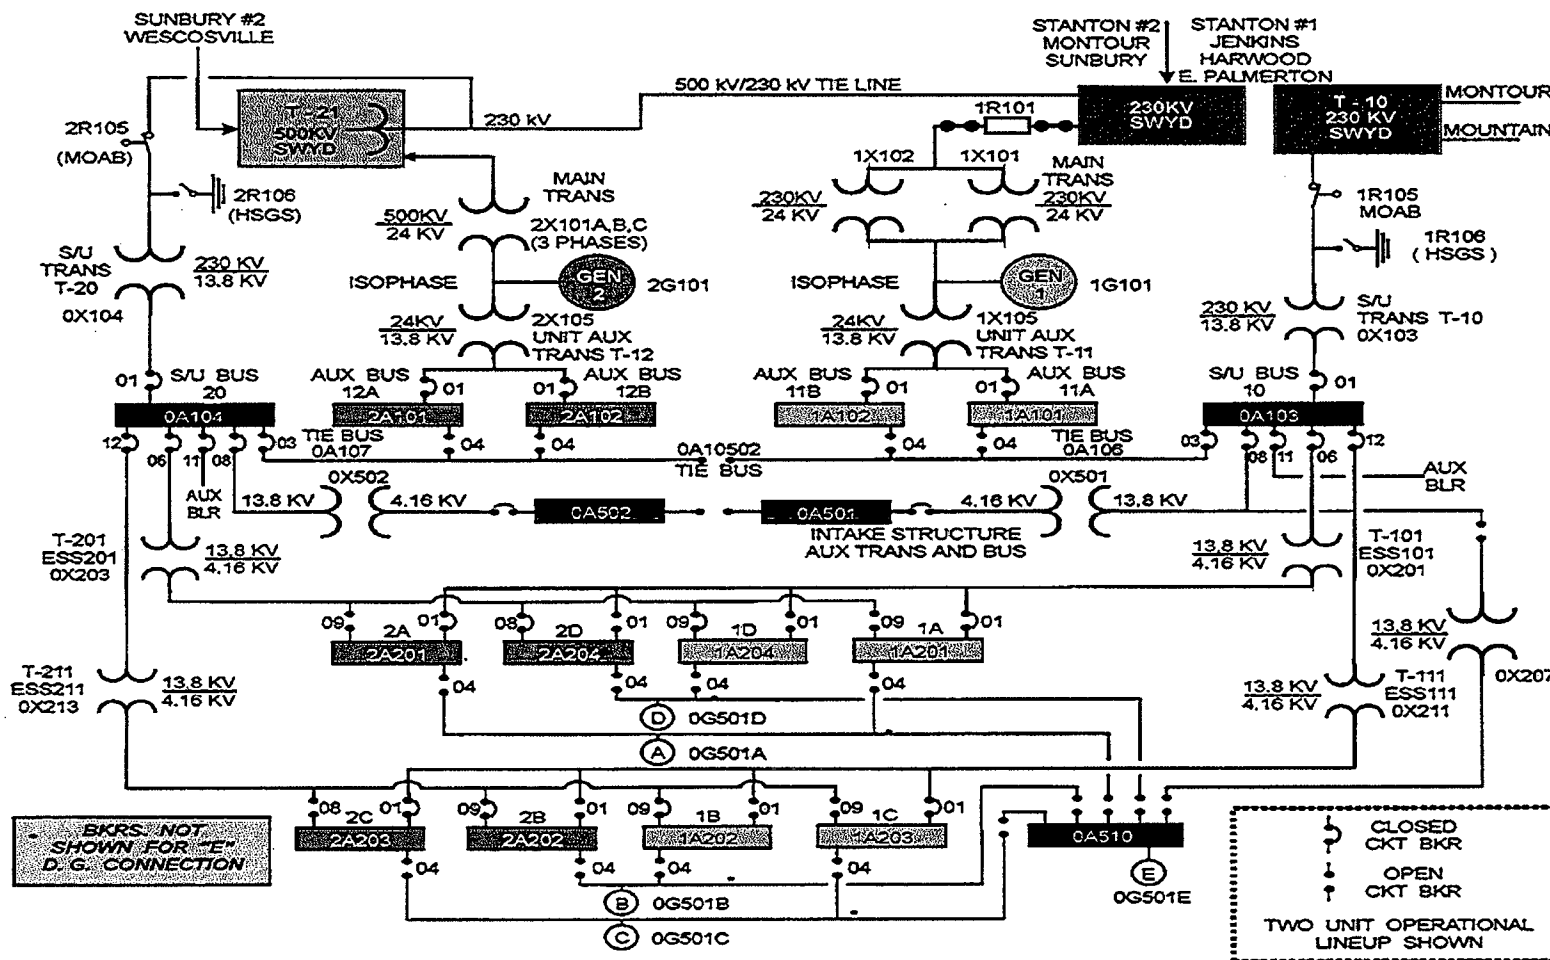 SUNBURY #2
WESCOSVILLE
STANTON #2
MONTOUR
SUNBURY
STANTON #1
JENKINS
HARWOOD
E. PALMERTON
500 kV/230 kV TIE LINE
230 kV
T - 21
500KV
SWYD
2R105
(MOAB)
2R106
(HSGS)
1R101
230KV
SWYD
T - 10
230 KV
SWYD
MONTOUR
MOUNTAIN
MAIN
TRANS
500KV
24 KV
2X101A,B,C
(3 PHASES)
1X102
1X101
MAIN
TRANS
230KV
24 KV
230KV
24 KV
1R105
MOAB
1R106
( HSGS )
S/U
TRANS
T-20
0X104
230 KV
13.8 KV
ISOPHASE
GEN
2
2G101
24KV
13.8 KV
2X105
UNIT AUX
TRANS T-12
ISOPHASE
GEN
1
1G101
24KV
13.8 KV
1X105
UNIT AUX
TRANS T-11
230 KV
13.8 KV
S/U
TRANS T-10
0X103
01
S/U BUS
20
0A104
AUX BUS
12A
01
2A101
01
AUX BUS
12B
2A102
AUX BUS
11B
01
1A102
01
AUX BUS
11A
1A101
S/U BUS
10
01
0A103
12
06
11
08
03
TIE BUS
0A107
04
04
0A10502
TIE BUS
04
04
TIE BUS
0A106
03
08
11
06
12
AUX
BLR
AUX
BLR
13.8 KV
0X502
4.16 KV
0A502
0A501
4.16 KV
0X501
13.8 KV
INTAKE STRUCTURE
AUX TRANS AND BUS
T-201
ESS201
0X203
13.8 KV
4.16 KV
13.8 KV
4.16 KV
T-101
ESS101
0X201
09
2A
01
2A201
08
2D
01
2A204
09
1D
01
1A204
09
1A
01
1A201
04
04
04
04
13.8 KV
4.16 KV
0X207
T-211
ESS211
0X213
13.8 KV
4.16 KV
13.8 KV
4.16 KV
T-111
ESS111
0X211
D
0G501D
A
0G501A
08
2C
01
2A203
09
2B
01
2A202
09
1B
01
1A202
09
1C
01
1A203
04
04
04
04
0A510
E
0G501E
B
0G501B
C
0G501C
BKRS. NOT
SHOWN FOR "E"
D. G. CONNECTION
CLOSED
CKT BKR
OPEN
CKT BKR
TWO UNIT OPERATIONAL
LINEUP SHOWN